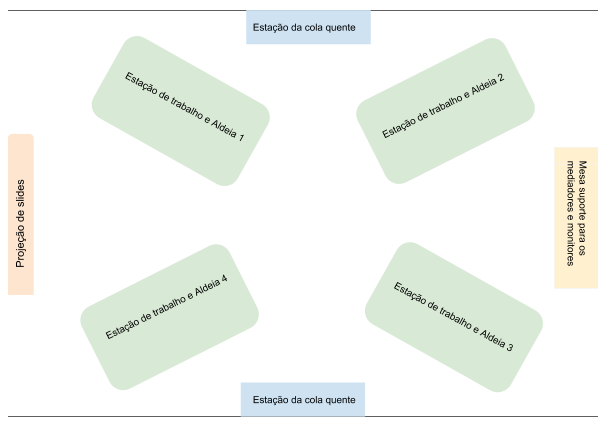 Estação da cola quente
Estação de trabalho e Aldeia 1
Estação de trabalho e Aldeia 2
Projeção de slides
Mesa suporte para os
mediadores e monitores
Estação de trabalho e Aldeia 4
Estação de trabalho e Aldeia 3
Estação da cola quente